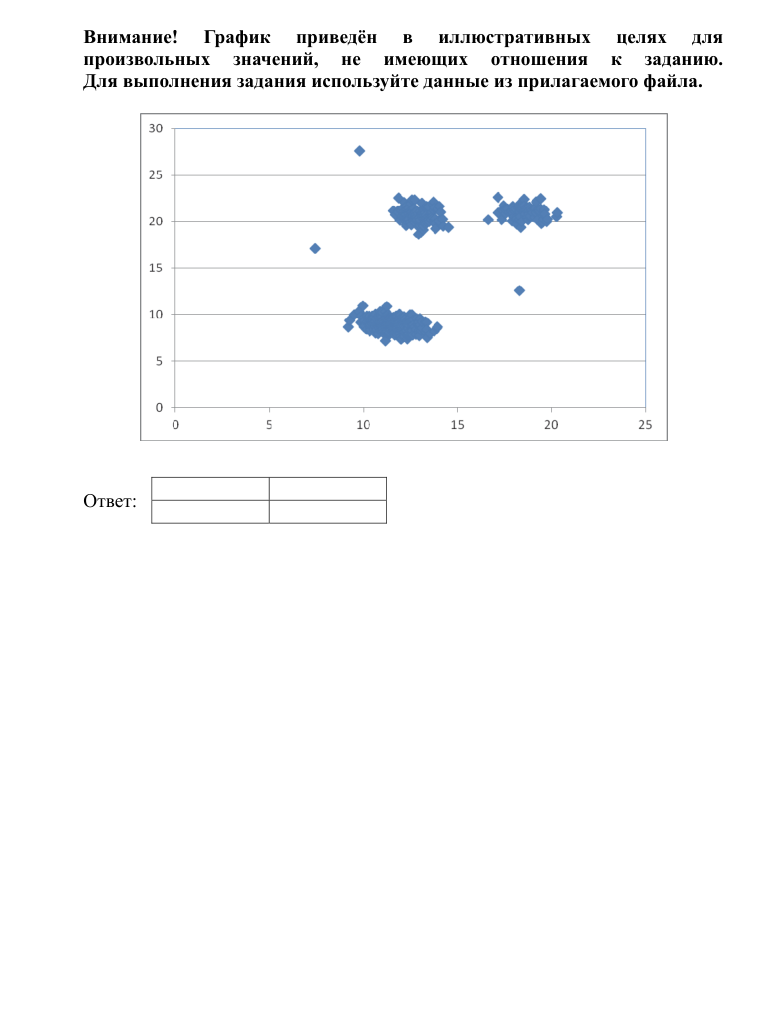 Внимание! График приведён в иллюстративных целях для
произвольных значений, не имеющих отношения к заданию.
Для выполнения задания используйте данные из прилагаемого файла.
30
25
20
15
10
5
0
0 5 10 15 20 25
Ответ: